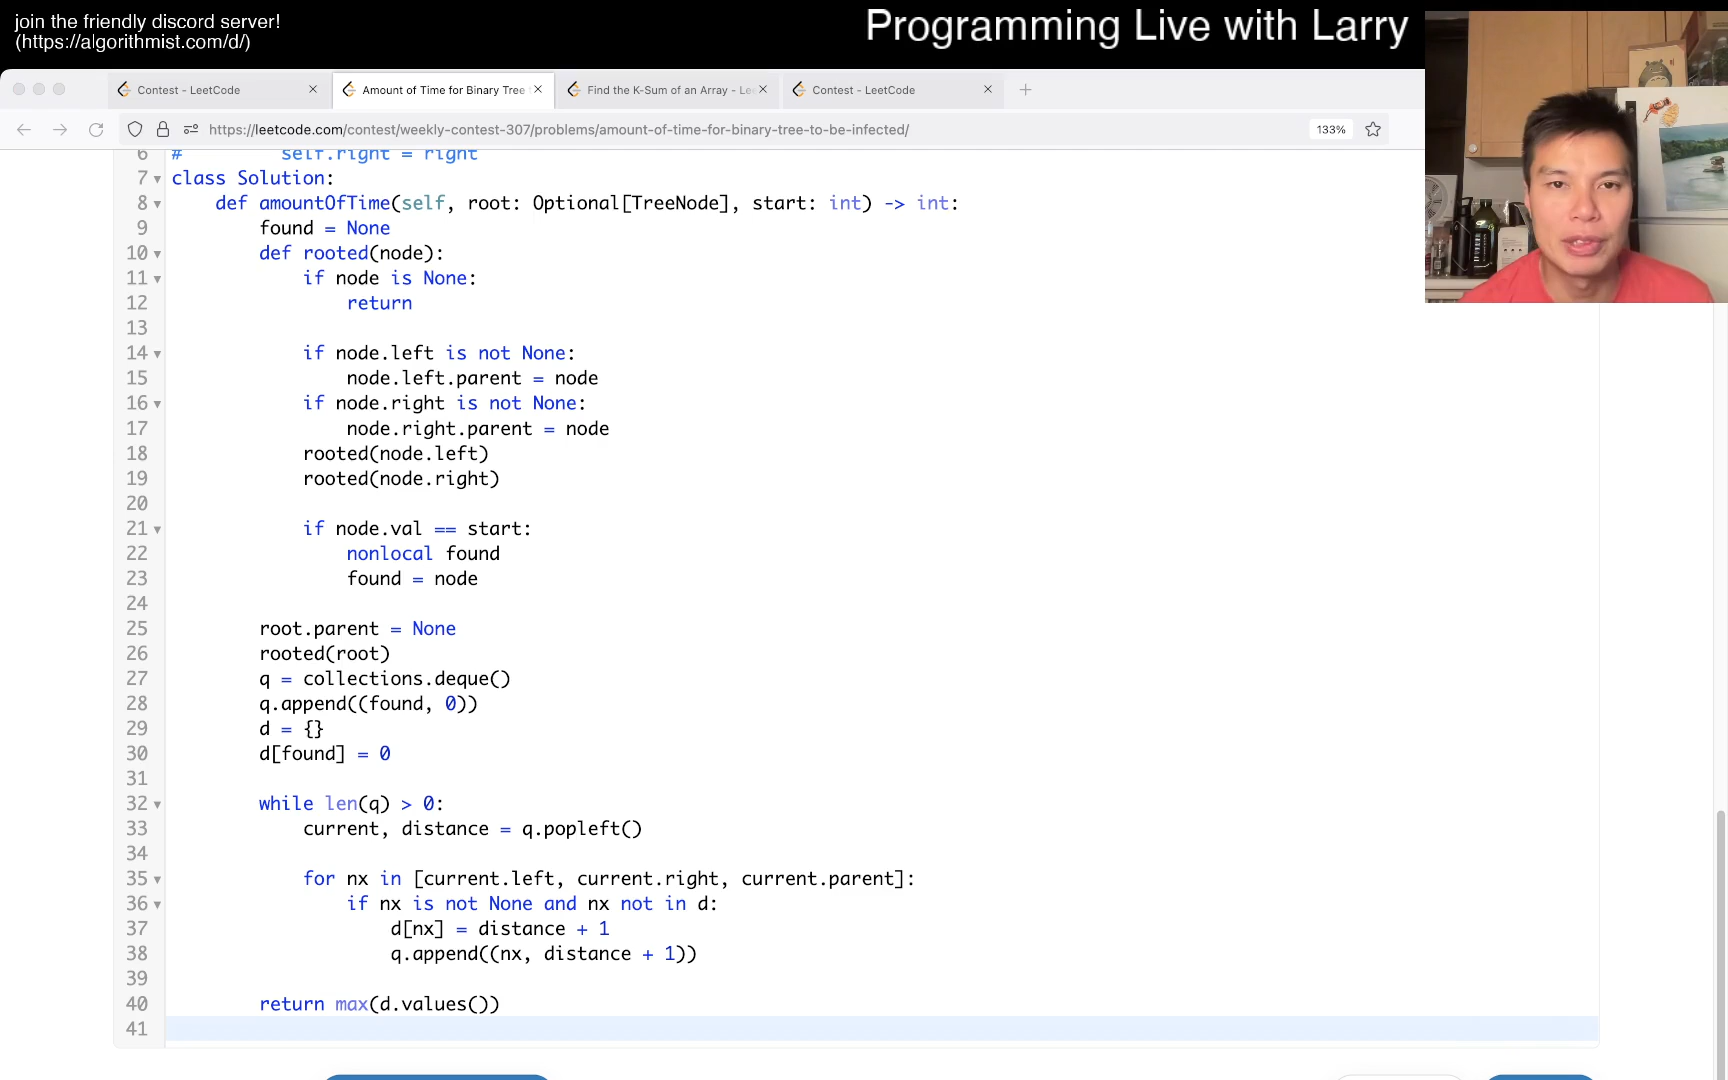 join the friendly discord server!
(https://algorithmist.com/d/)
Programming Live with Larry
Contest - LeetCode
Amount of Time for Binary Tree
Find the K-Sum of an Array - Le
Contest - LeetCode
https://leetcode.com/contest/weekly-contest-307/problems/amount-of-time-for-binary-tree-to-be-infected/
133%
6 #         self.right = right
7 class Solution:
8     def amountOfTime(self, root: Optional[TreeNode], start: int) -> int:
9         found = None
10         def rooted(node):
11             if node is None:
12                 return
13
14             if node.left is not None:
15                 node.left.parent = node
16             if node.right is not None:
17                 node.right.parent = node
18             rooted(node.left)
19             rooted(node.right)
20
21             if node.val == start:
22                 nonlocal found
23                 found = node
24
25         root.parent = None
26         rooted(root)
27         q = collections.deque()
28         q.append((found, 0))
29         d = {}
30         d[found] = 0
31
32         while len(q) > 0:
33             current, distance = q.popleft()
34
35             for nx in [current.left, current.right, current.parent]:
36                 if nx is not None and nx not in d:
37                     d[nx] = distance + 1
38                     q.append((nx, distance + 1))
39
40         return max(d.values())
41